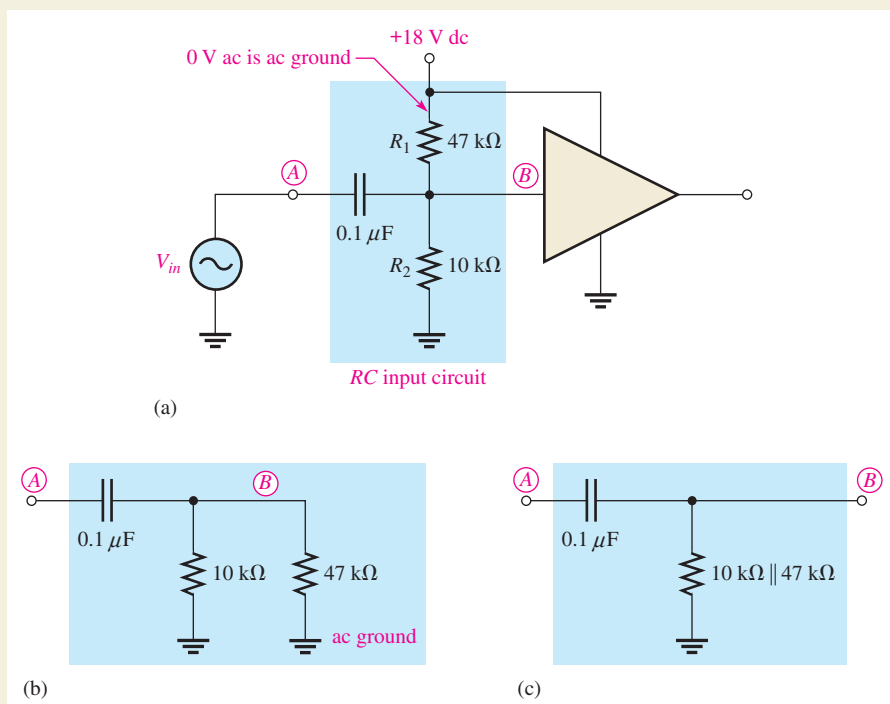 +18 V dc
0 V ac is ac ground
R1 47 kΩ
A
B
0.1 μF
Vin
R2 10 kΩ
RC input circuit
(a)
A
B
0.1 μF
10 kΩ
47 kΩ
ac ground
(b)
A
B
0.1 μF
10 kΩ || 47 kΩ
(c)